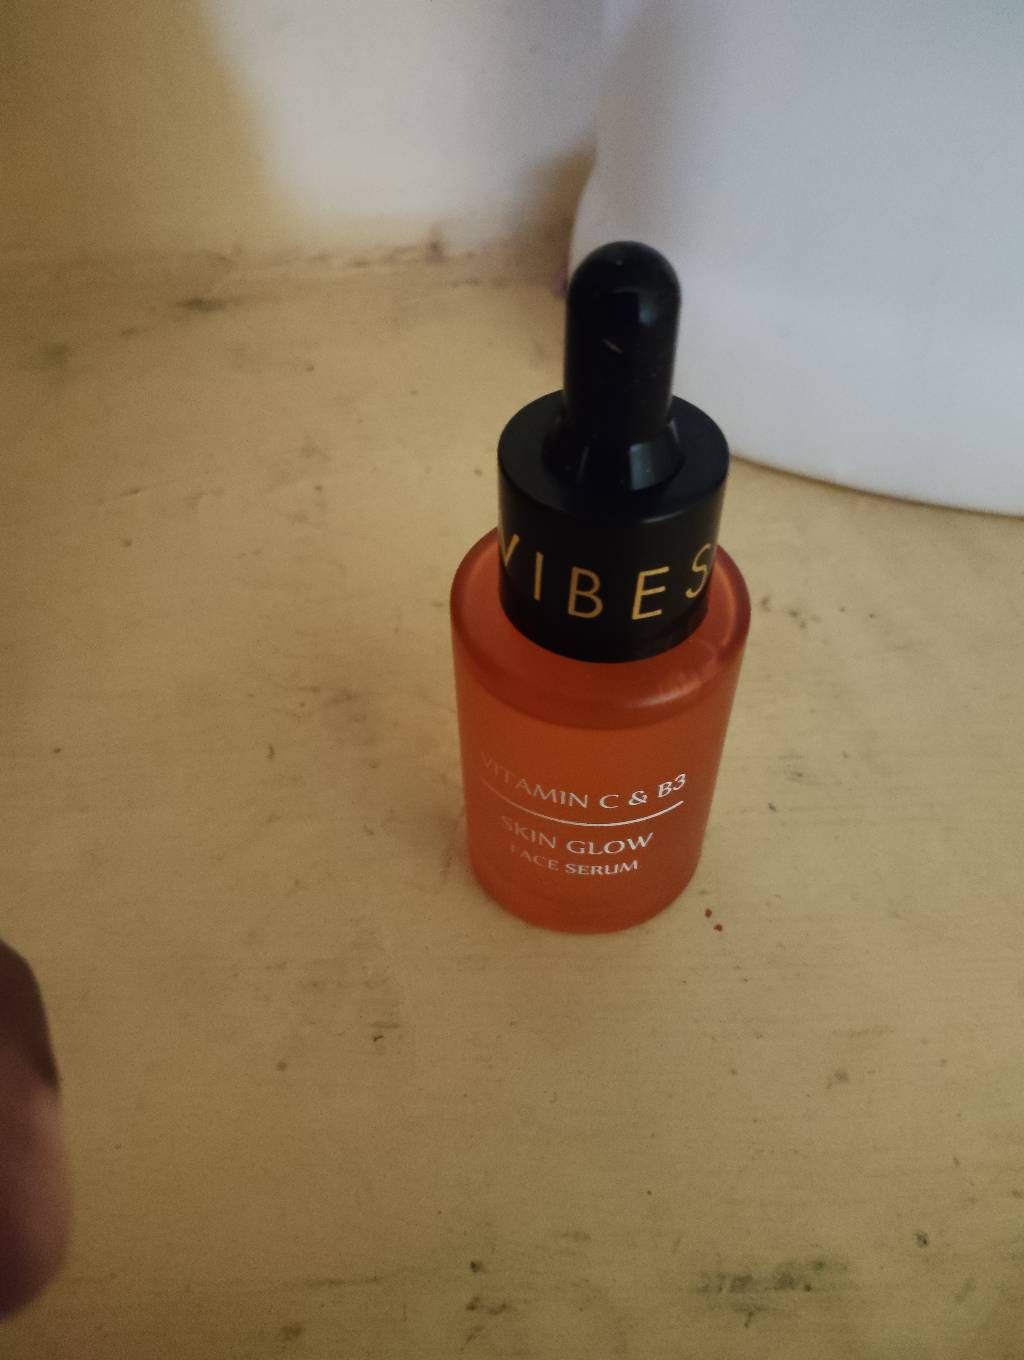 VIBES
VITAMIN C & B3
SKIN GLOW
FACE SERUM